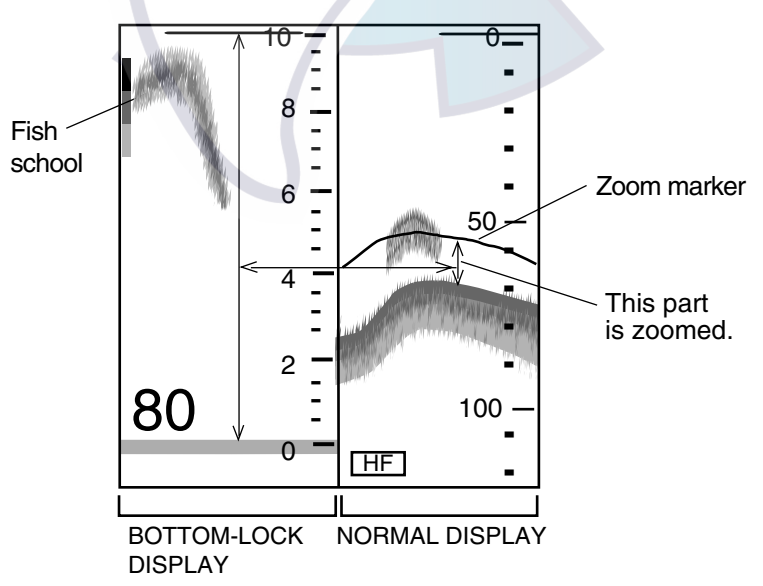 10
8
6
4
2
0
80
0
50
100
HF
Fish
school
Zoom marker
This part
is zoomed.
BOTTOM-LOCK
DISPLAY
NORMAL DISPLAY